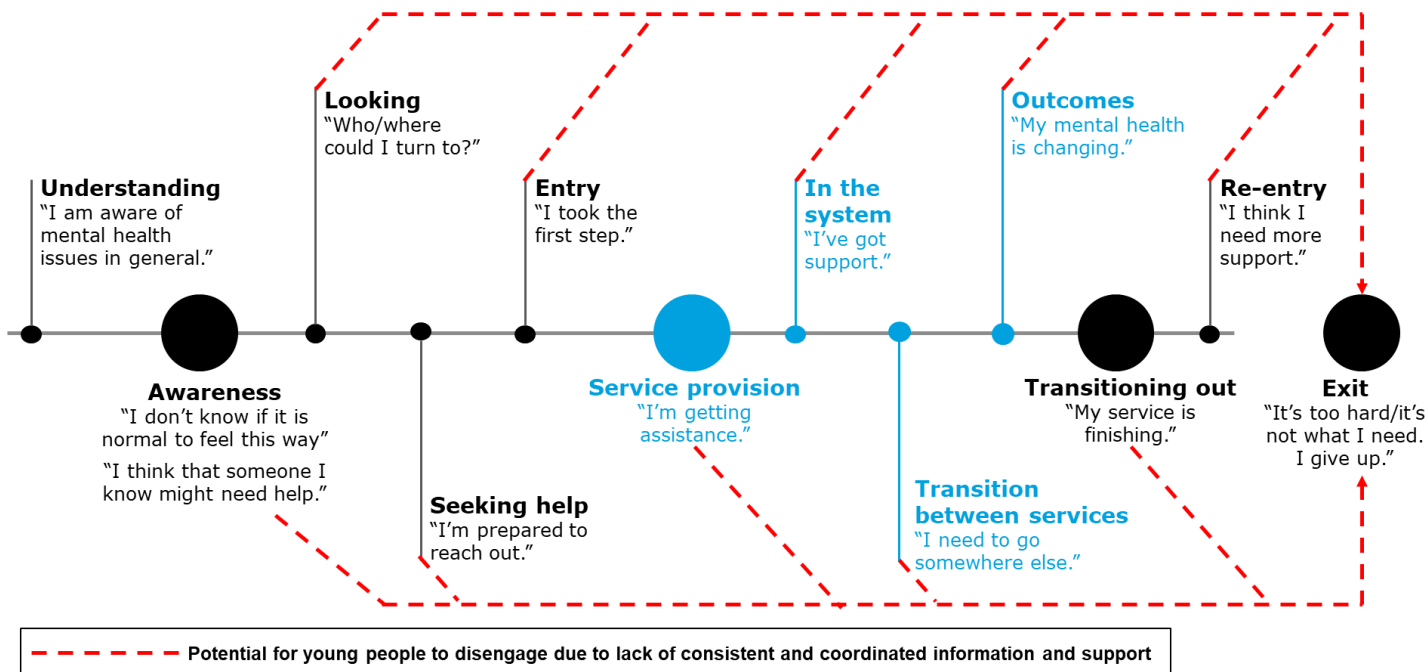 Understanding
“I am aware of
mental health
issues in general.”
Awareness
“I don’t know if it is
normal to feel this way”
“I think that someone I
know might need help.”
Looking
“Who/where
could I turn to?”
Seeking help
“I’m prepared to
reach out.”
Entry
“I took the
first step.”
Service provision
“I’m getting
assistance.”
In the
system
“I’ve got
support.”
Transition
between services
“I need to go
somewhere else.”
Outcomes
“My mental health
is changing.”
Transitioning out
“My service is
finishing.”
Re-entry
“I think I
need more
support.”
Exit
“It’s too hard/it’s
not what I need.
I give up.”
Potential for young people to disengage due to lack of consistent and coordinated information and support